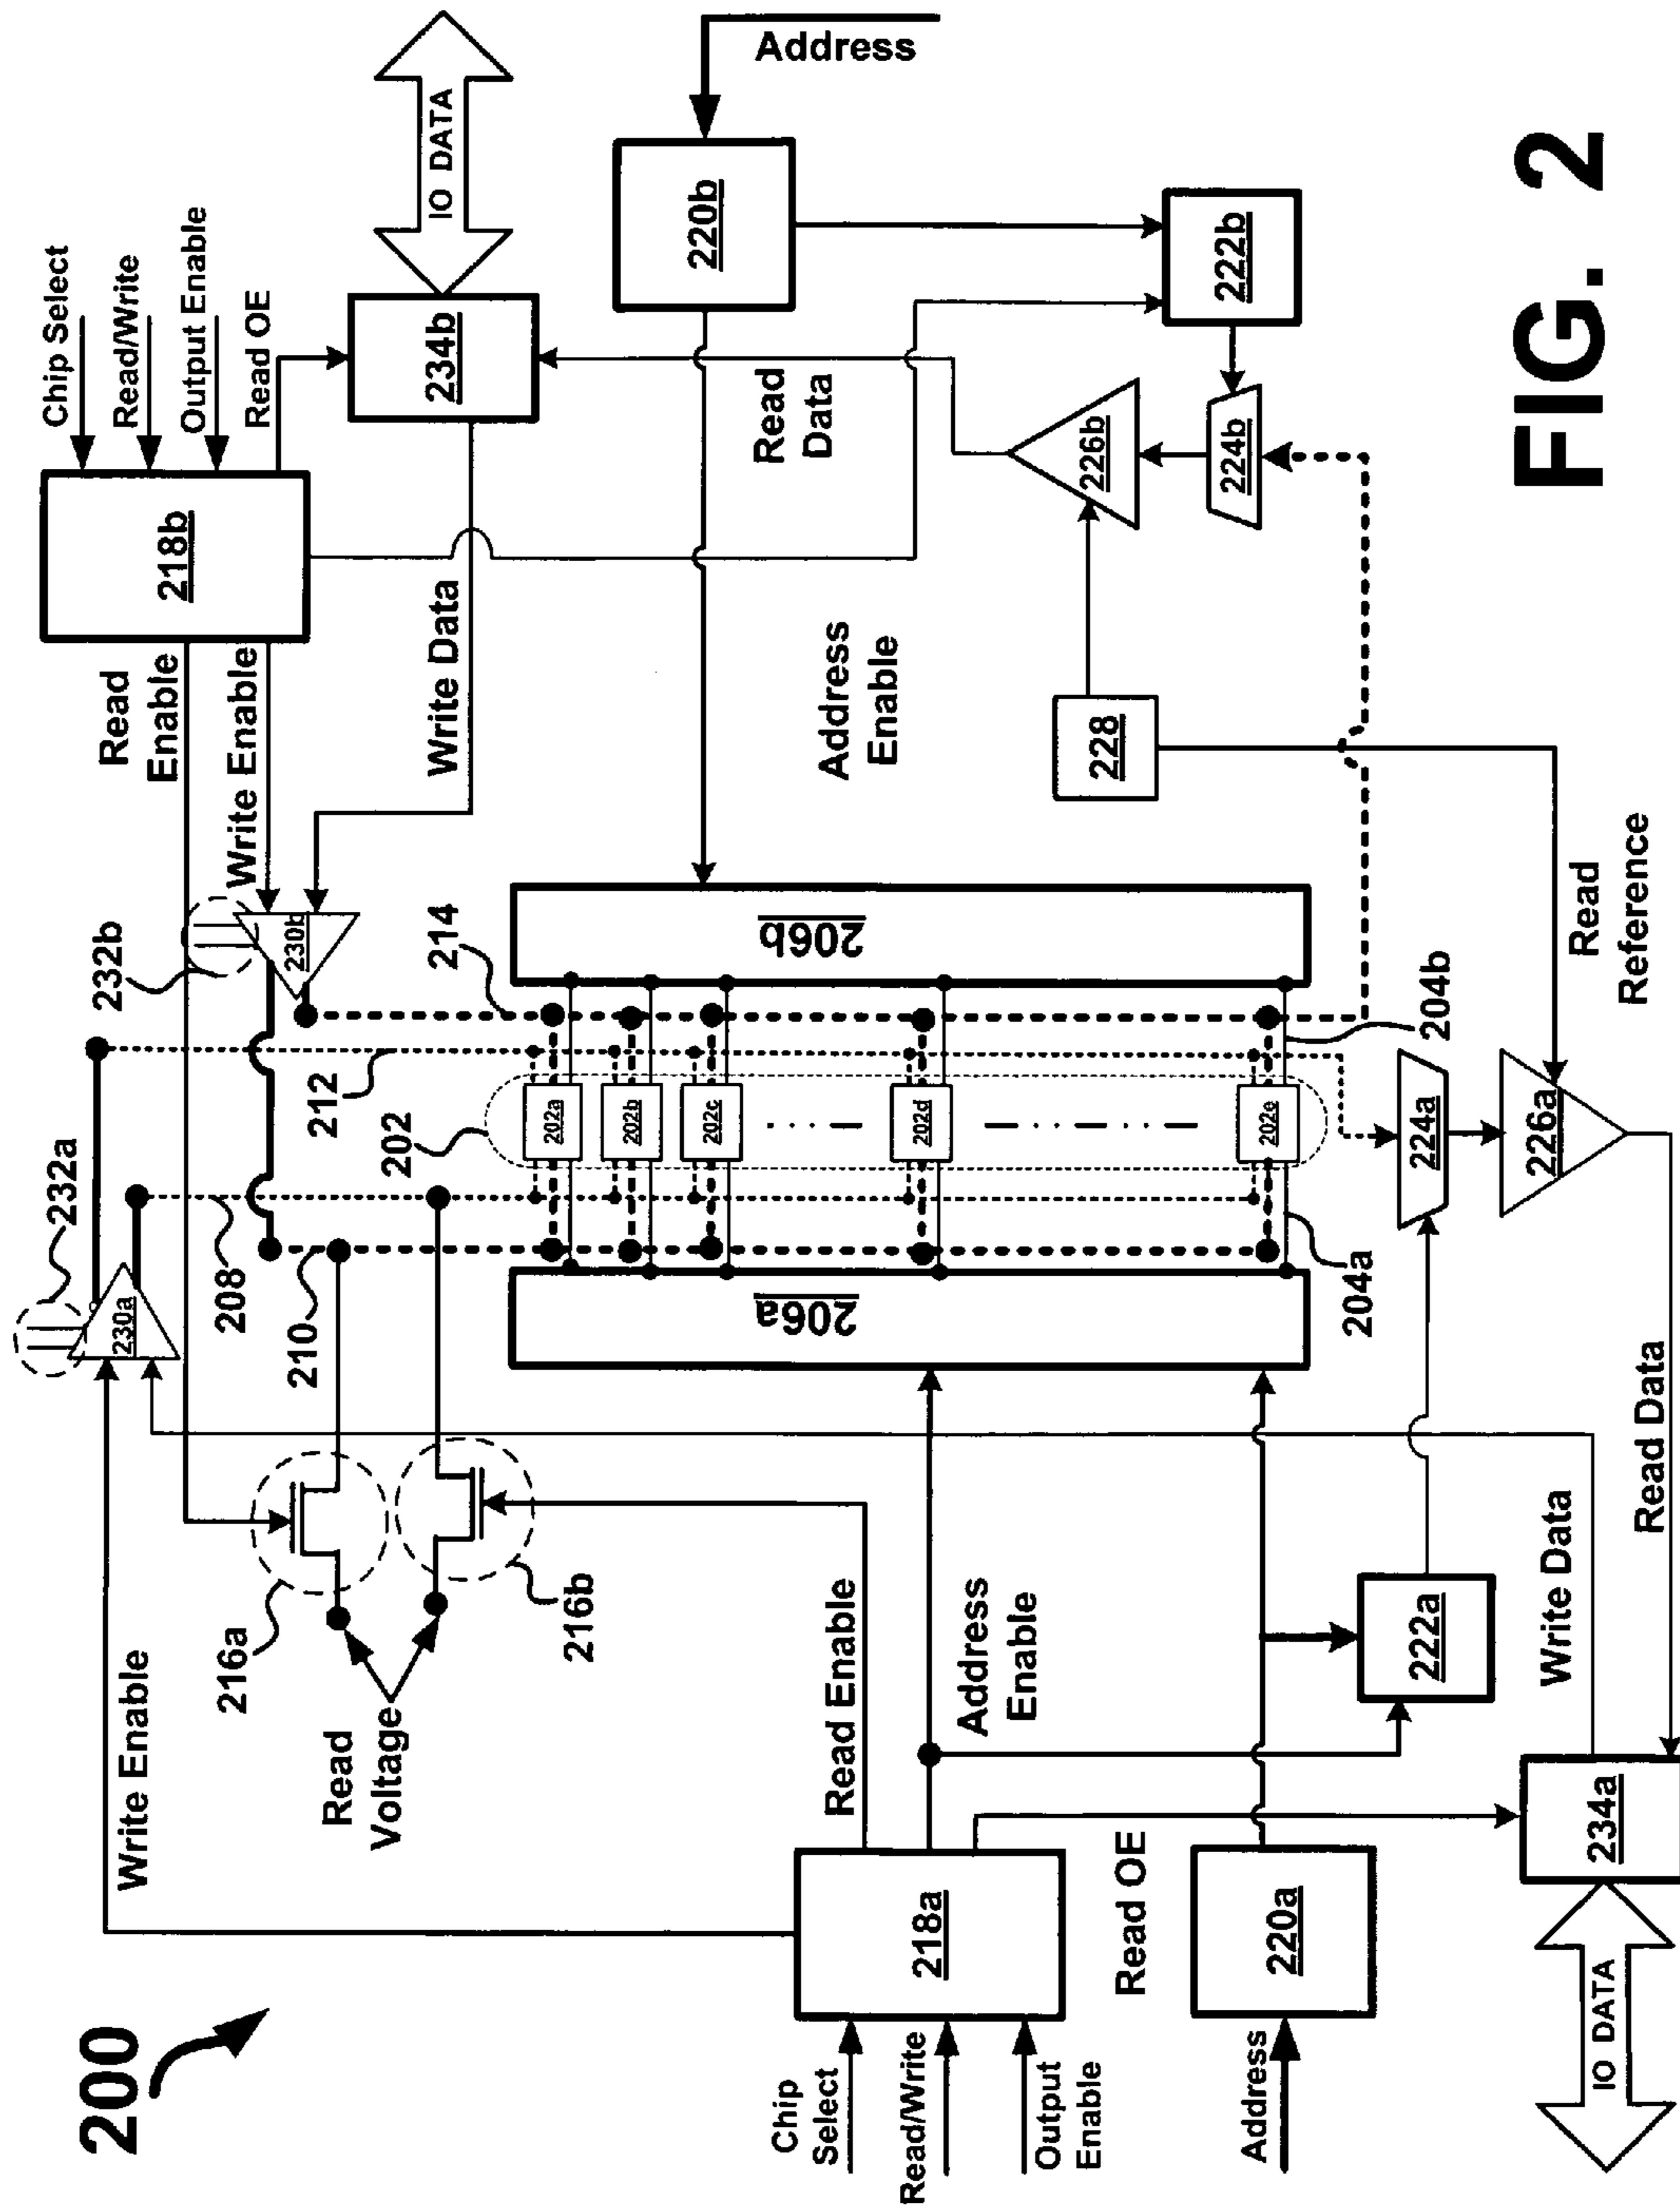 200
FIG. 2
Write Enable
232a
230a
208
210
216a
Read
Voltage
216b
Read
Enable
Write Enable
232b
230b
212
214
202
Chip Select
Read/Write
Output Enable
Read OE
218b
234b
IO DATA
Write Data
Read
Data
Address
220b
Address
Enable
206a
206b
202a
202b
202c
202d
202e
204a
204b
222b
224b
226b
228
Read
Reference
224a
226a
Read Enable
Address
Enable
Chip
Select
Read/Write
Output
Enable
218a
Read OE
Address
220a
222a
Write Data
Read Data
234a
IO DATA